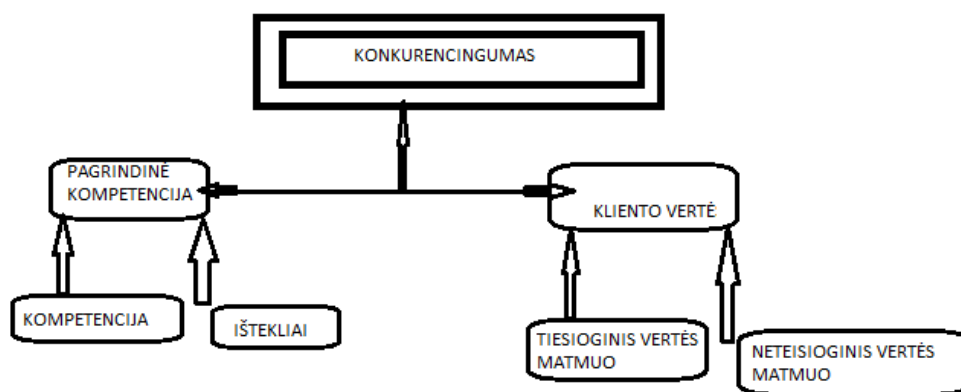 KONKURENCINGUMAS
PAGRINDINĖ
KOMPETENCIJA
KLIENTO VERTĖ
KOMPETENCIJA
IŠTEKLIAI
TIESIOGINIS VERTĖS
MATMUO
NETEISIOGINIS VERTĖS
MATMUO